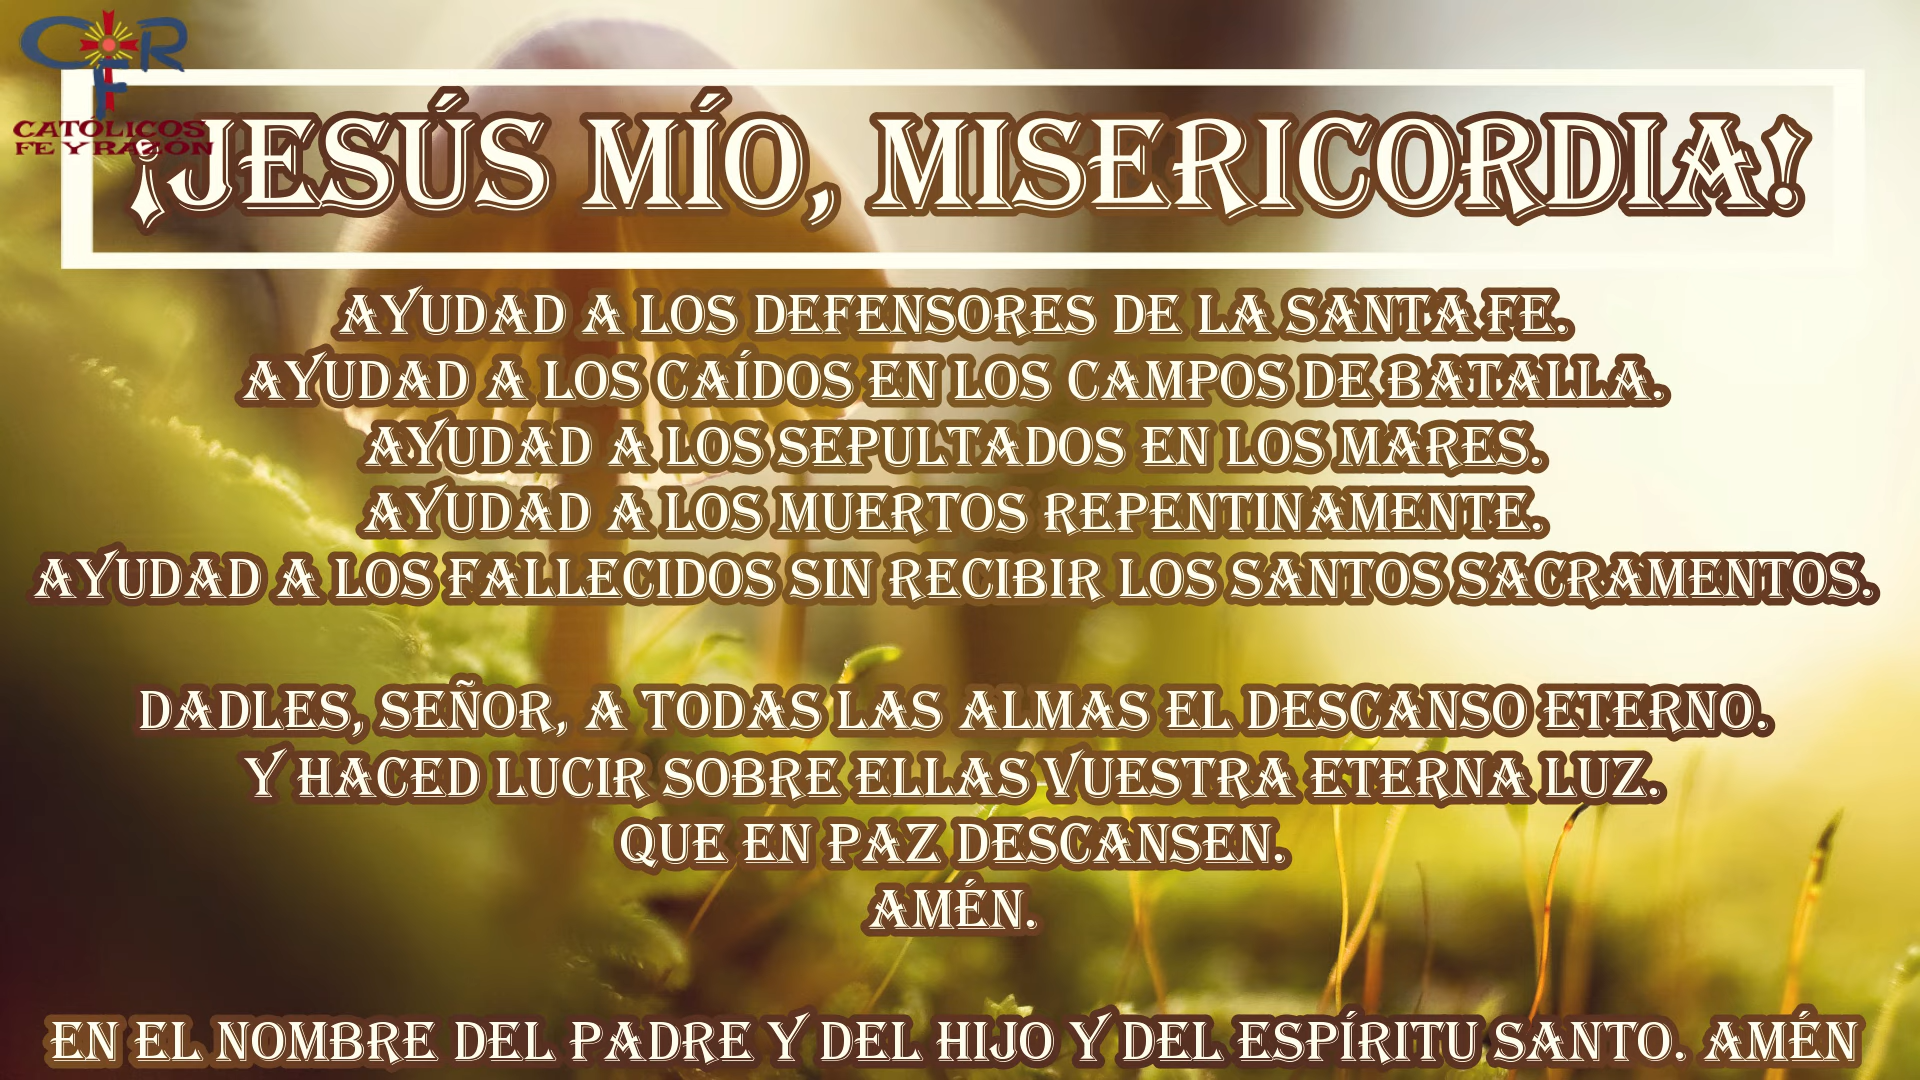 CFR
CATÓLICOS
FE Y RAZÓN
¡JESÚS MÍO, MISERICORDIA!
AYUDAD A LOS DEFENSORES DE LA SANTA FE.
AYUDAD A LOS CAÍDOS EN LOS CAMPOS DE BATALLA.
AYUDAD A LOS SEPULTADOS EN LOS MARES.
AYUDAD A LOS MUERTOS REPENTINAMENTE.
AYUDAD A LOS FALLECIDOS SIN RECIBIR LOS SANTOS SACRAMENTOS.
DADLES, SEÑOR, A TODAS LAS ALMAS EL DESCANSO ETERNO.
Y HACED LUCIR SOBRE ELLAS VUESTRA ETERNA LUZ.
QUE EN PAZ DESCANSEN.
AMÉN.
EN EL NOMBRE DEL PADRE Y DEL HIJO Y DEL ESPÍRITU SANTO. AMÉN